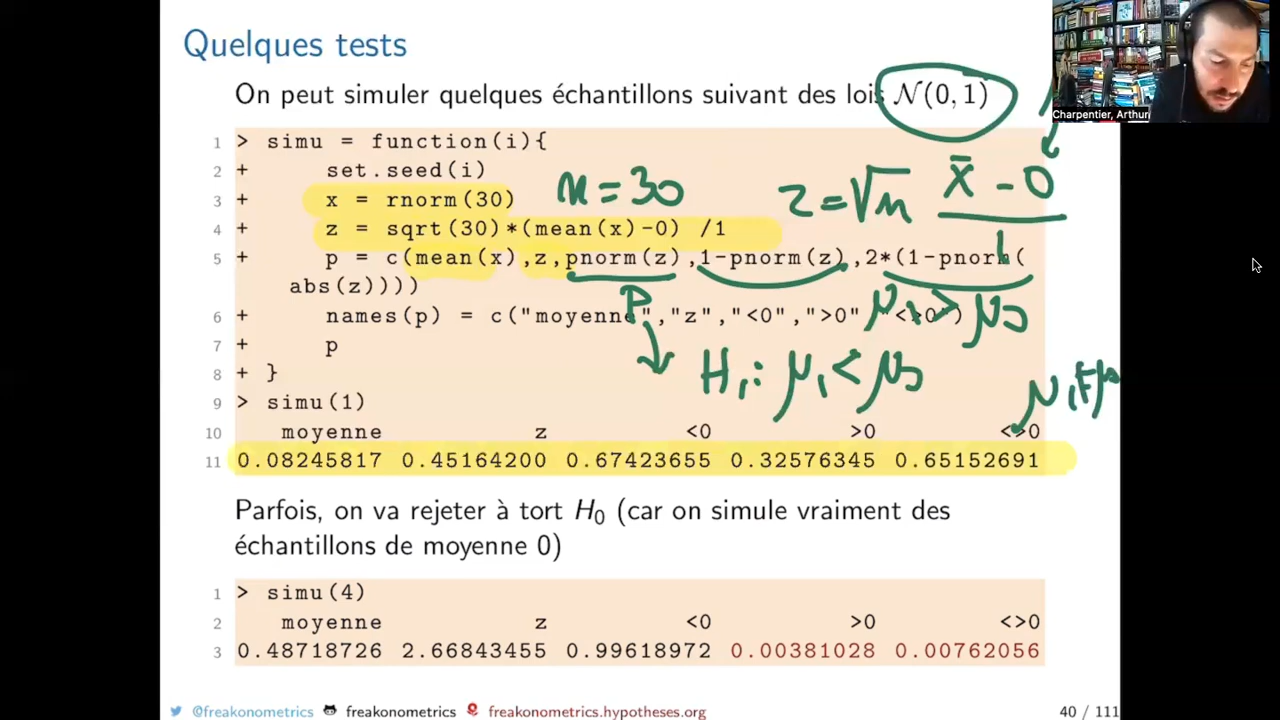 Quelques tests
On peut simuler quelques échantillons suivant des lois N(0, 1)
Charpentier, Arthur
1 > simu = function(i){
2 + set.seed(i)
3 + x = rnorm(30)
n = 30
z = √n (x̄ - 0) / 1
4 + z = sqrt(30)*(mean(x)-0) /1
5 + p = c(mean(x),z,pnorm(z),1-pnorm(z),2*(1-pnorm(
abs(z))))
P
μ1 > μ0
6 + names(p) = c("moyenne","z","<0",">0","<>0")
7 + p
H1: μ1 < μ0
8 + }
9 > simu(1)
10 moyenne z <0 >0 <>0
11 0.08245817 0.45164200 0.67423655 0.32576345 0.65152691
Parfois, on va rejeter à tort H0 (car on simule vraiment des
échantillons de moyenne 0)
1 > simu(4)
2 moyenne z <0 >0 <>0
3 0.48718726 2.66843455 0.99618972 0.00381028 0.00762056
@freakonometrics freakonometrics freakonometrics.hypotheses.org 40 / 111